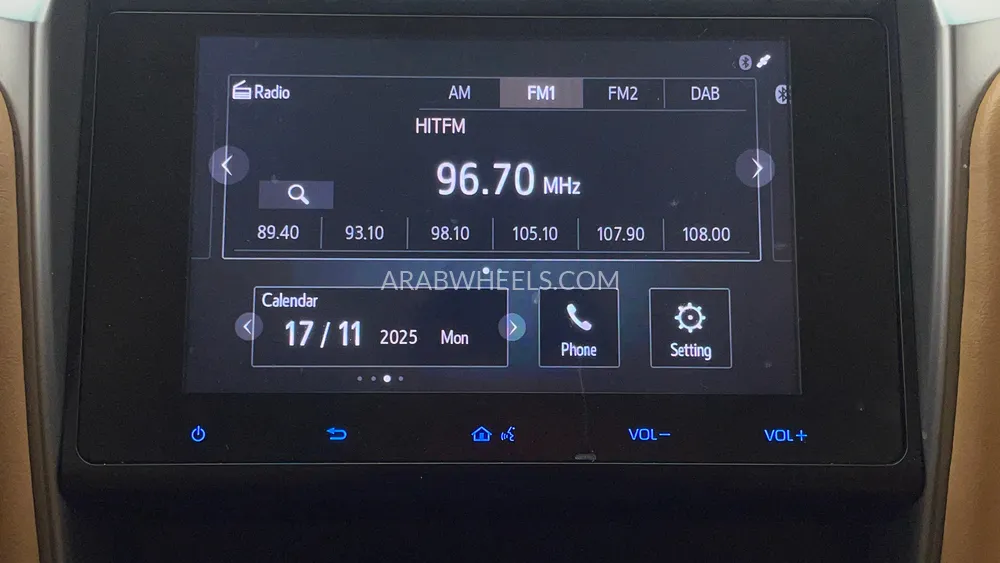 Radio AM FM1 FM2 DAB
HITFM
96.70 MHz
89.40 93.10 98.10 105.10 107.90 108.00
ARABWHEELS.COM
Calendar
17 / 11 2025 Mon
Phone
Setting
VOL− VOL+